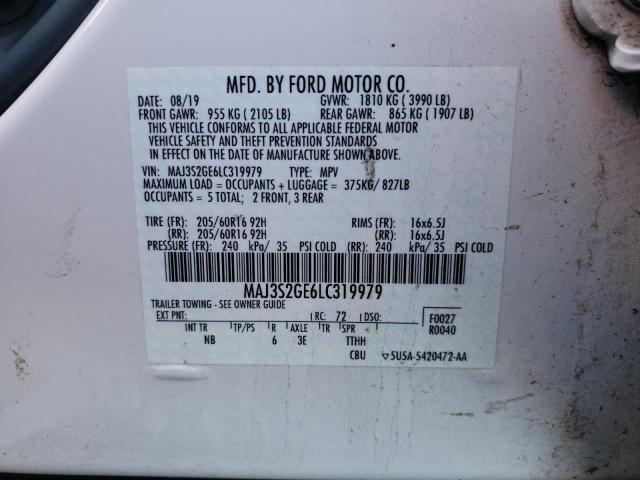 MFD. BY FORD MOTOR CO.
DATE: 08/19 GVWR: 1810 KG ( 3990 LB)
FRONT GAWR: 955 KG ( 2105 LB) REAR GAWR: 865 KG ( 1907 LB)
THIS VEHICLE CONFORMS TO ALL APPLICABLE FEDERAL MOTOR
VEHICLE SAFETY AND THEFT PREVENTION STANDARDS
IN EFFECT ON THE DATE OF MANUFACTURE SHOWN ABOVE.
VIN: MAJ3S2GE6LC319979 TYPE: MPV
MAXIMUM LOAD = OCCUPANTS + LUGGAGE = 375KG/ 827LB
OCCUPANTS = 5 TOTAL; 2 FRONT, 3 REAR
TIRE (FR): 205/60R16 92H RIMS (FR): 16x6.5J
(RR): 205/60R16 92H (RR): 16x6.5J
PRESSURE (FR): 240 kPa/ 35 PSI COLD (RR): 240 kPa/ 35 PSI COLD
MAJ3S2GE6LC319979
TRAILER TOWING - SEE OWNER GUIDE
EXT PNT: RC: 72 DSO: F0027
R0040
INT TR TP/PS R AXLE TR SPR
NB 6 3E TTHH
CBU 5U5A-5420472-AA